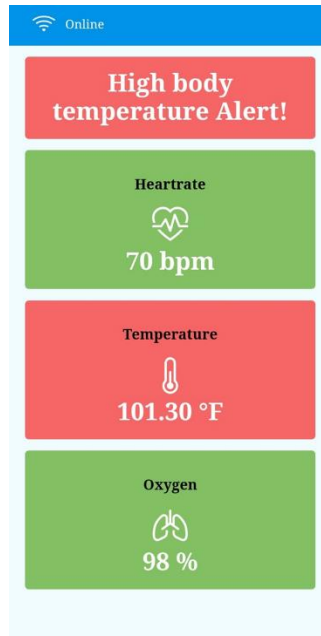 Online
High body
temperature Alert!
Heartrate
70 bpm
Temperature
101.30 °F
Oxygen
98 %